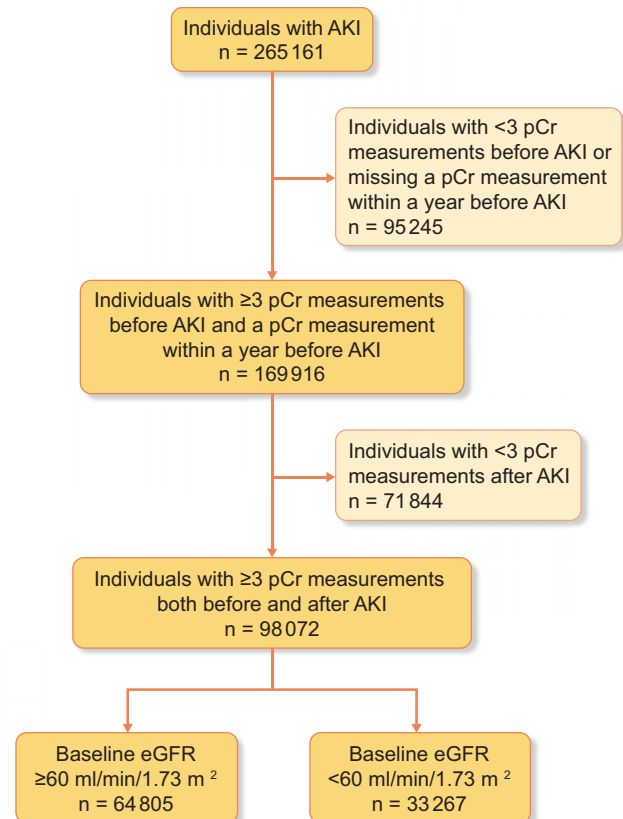 Individuals with AKI
n = 265 161
Individuals with <3 pCr
measurements before AKI or
missing a pCr measurement
within a year before AKI
n = 95 245
Individuals with ≥3 pCr measurements
before AKI and a pCr measurement
within a year before AKI
n = 169 916
Individuals with <3 pCr
measurements after AKI
n = 71 844
Individuals with ≥3 pCr measurements
both before and after AKI
n = 98 072
Baseline eGFR
≥60 ml/min/1.73 m ²
n = 64 805
Baseline eGFR
<60 ml/min/1.73 m ²
n = 33 267